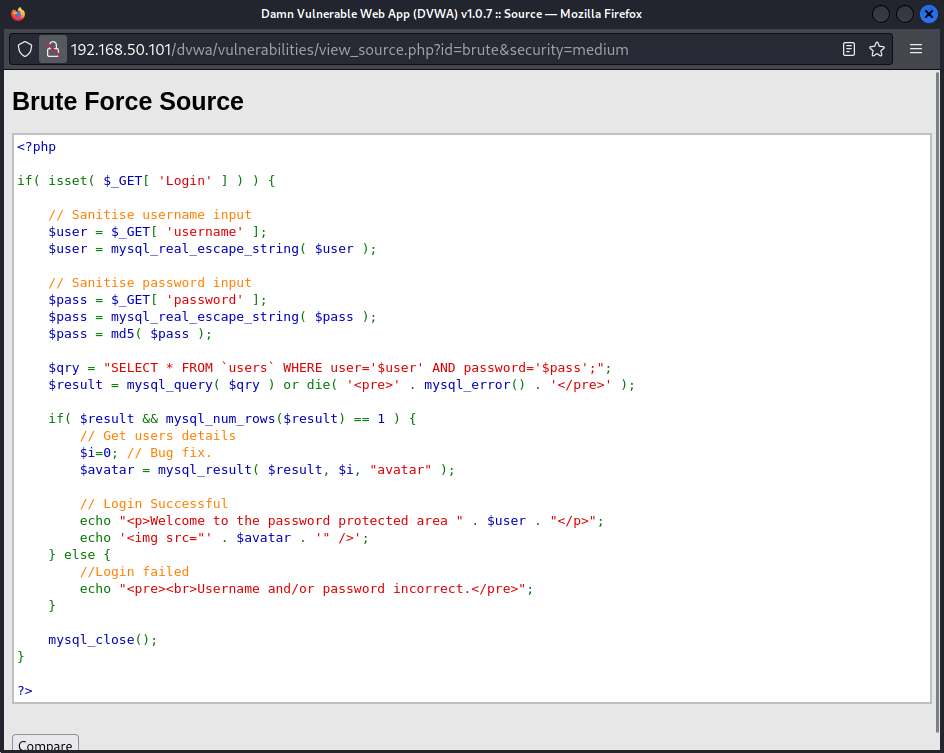 Damn Vulnerable Web App (DVWA) v1.0.7 :: Source — Mozilla Firefox
192.168.50.101/dvwa/vulnerabilities/view_source.php?id=brute&security=medium
Brute Force Source
<?php
if( isset( $_GET[ 'Login' ] ) ) {
    // Sanitise username input
    $user = $_GET[ 'username' ];
    $user = mysql_real_escape_string( $user );
    // Sanitise password input
    $pass = $_GET[ 'password' ];
    $pass = mysql_real_escape_string( $pass );
    $pass = md5( $pass );
    $qry = "SELECT * FROM `users` WHERE user='$user' AND password='$pass';";
    $result = mysql_query( $qry ) or die( '<pre>' . mysql_error() . '</pre>' );
    if( $result && mysql_num_rows($result) == 1 ) {
        // Get users details
        $i=0; // Bug fix.
        $avatar = mysql_result( $result, $i, "avatar" );
        // Login Successful
        echo "<p>Welcome to the password protected area " . $user . "</p>";
        echo '<img src="' . $avatar . '" />';
    } else {
        //Login failed
        echo "<pre><br>Username and/or password incorrect.</pre>";
    }
    mysql_close();
}
?>
Compare